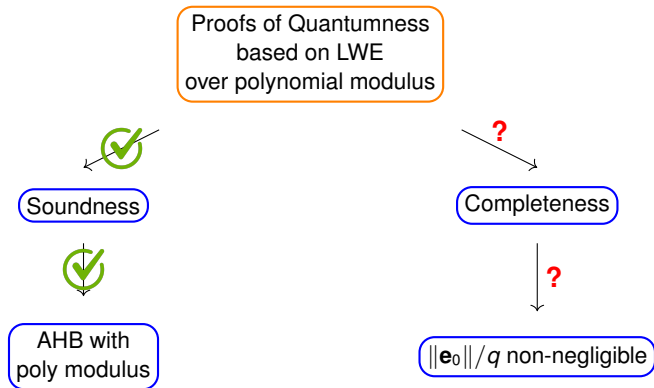 Proofs of Quantumness
based on LWE
over polynomial modulus
?
Soundness
Completeness
?
AHB with
poly modulus
‖𝐞₀‖/𝑞 non-negligible